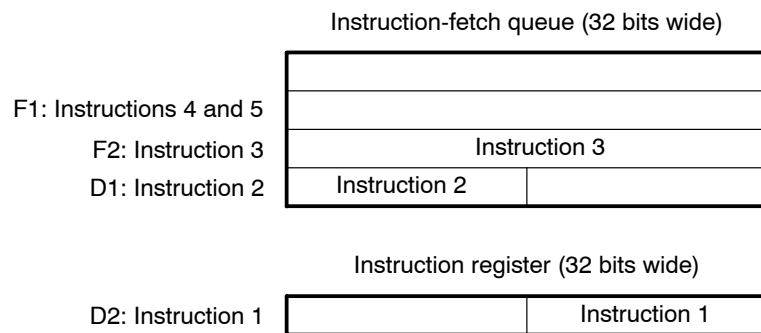 Instruction-fetch queue (32 bits wide)
F1: Instructions 4 and 5
F2: Instruction 3 Instruction 3
D1: Instruction 2 Instruction 2
Instruction register (32 bits wide)
D2: Instruction 1 Instruction 1